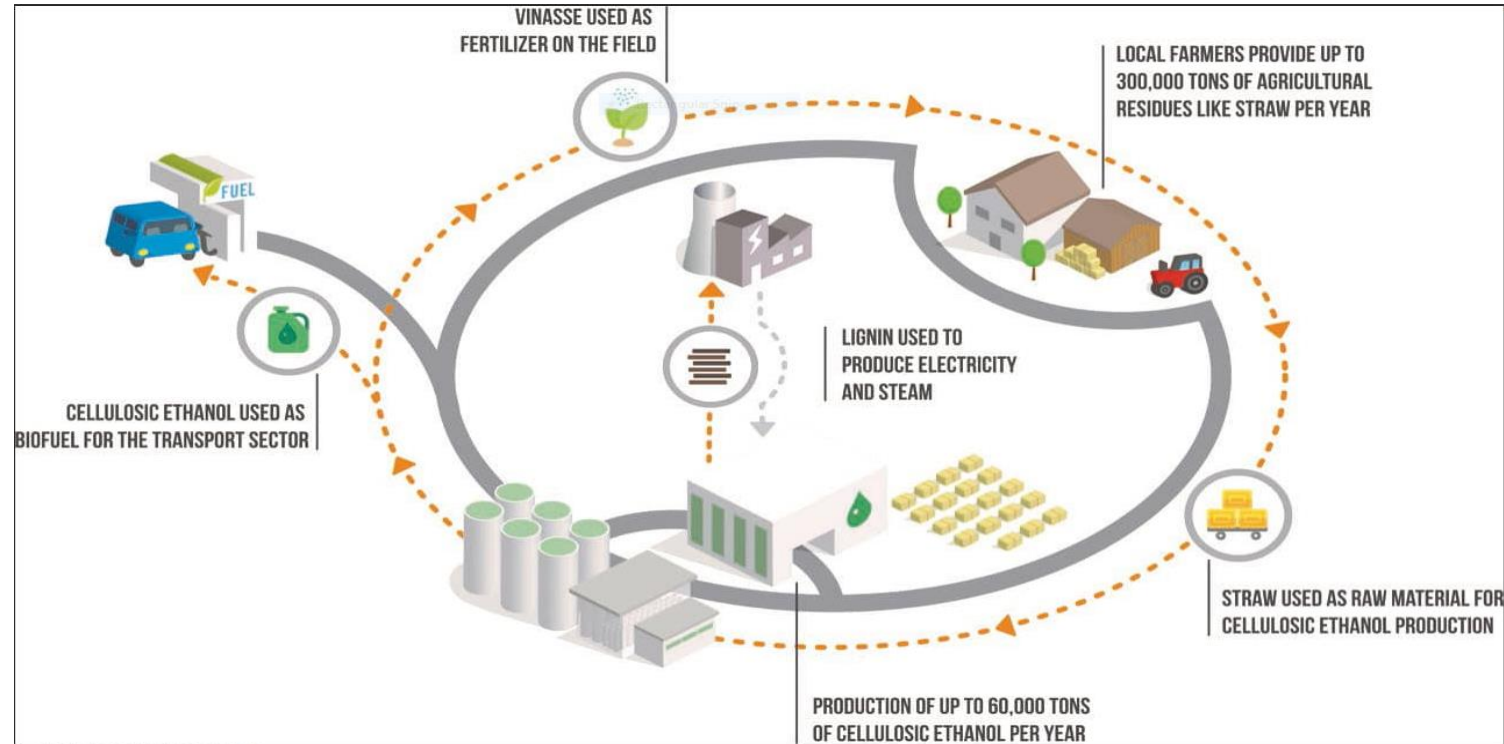 VINASSE USED AS
FERTILIZER ON THE FIELD
LOCAL FARMERS PROVIDE UP TO
300,000 TONS OF AGRICULTURAL
RESIDUES LIKE STRAW PER YEAR
FUEL
LIGNIN USED TO
PRODUCE ELECTRICITY
AND STEAM
CELLULOSIC ETHANOL USED AS
BIOFUEL FOR THE TRANSPORT SECTOR
STRAW USED AS RAW MATERIAL FOR
CELLULOSIC ETHANOL PRODUCTION
PRODUCTION OF UP TO 60,000 TONS
OF CELLULOSIC ETHANOL PER YEAR